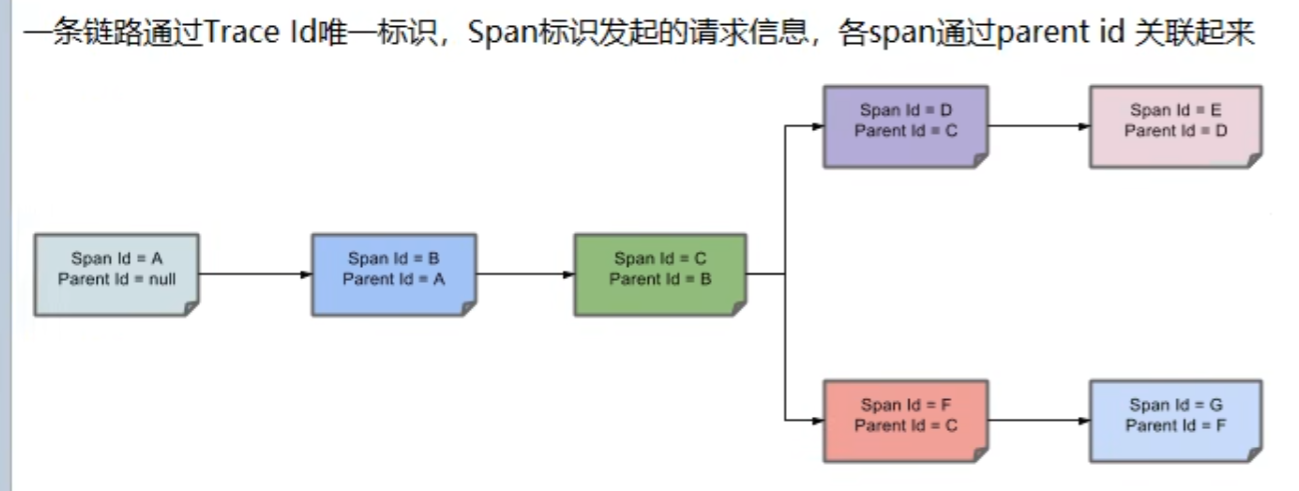 一条链路通过Trace Id唯一标识，Span标识发起的请求信息，各span通过parent id 关联起来
Span Id = D
Parent Id = C
Span Id = E
Parent Id = D
Span Id = A
Parent Id = null
Span Id = B
Parent Id = A
Span Id = C
Parent Id = B
Span Id = F
Parent Id = C
Span Id = G
Parent Id = F